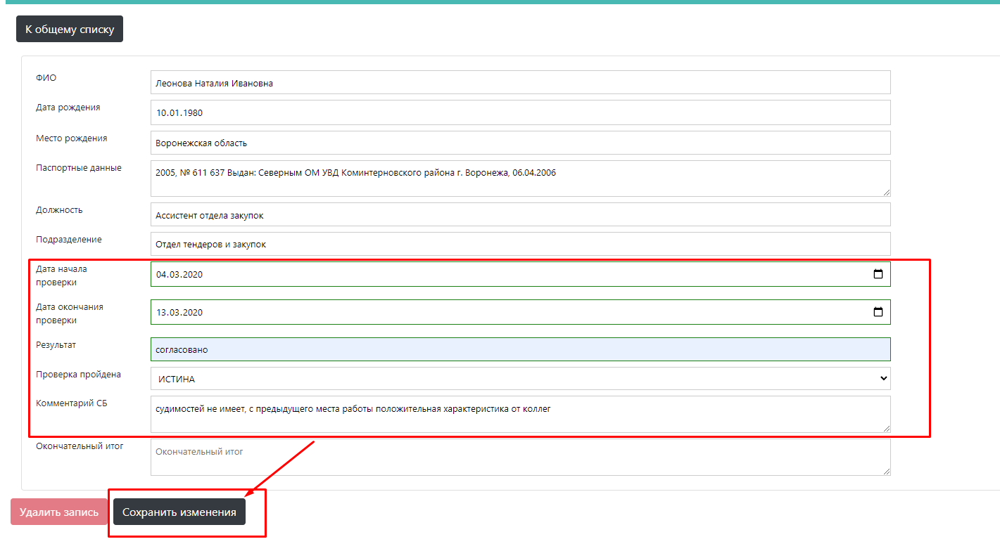 К общему списку
ФИО
Леонова Наталия Ивановна
Дата рождения
10.01.1980
Место рождения
Воронежская область
Паспортные данные
2005, № 611 637 Выдан: Северным ОМ УВД Коминтерновского района г. Воронежа, 06.04.2006
Должность
Ассистент отдела закупок
Подразделение
Отдел тендеров и закупок
Дата начала
проверки
04.03.2020
Дата окончания
проверки
13.03.2020
Результат
согласовано
Проверка пройдена
ИСТИНА
Комментарий СБ
судимостей не имеет, с предыдущего места работы положительная характеристика от коллег
Окончательный итог
Окончательный итог
Удалить запись
Сохранить изменения